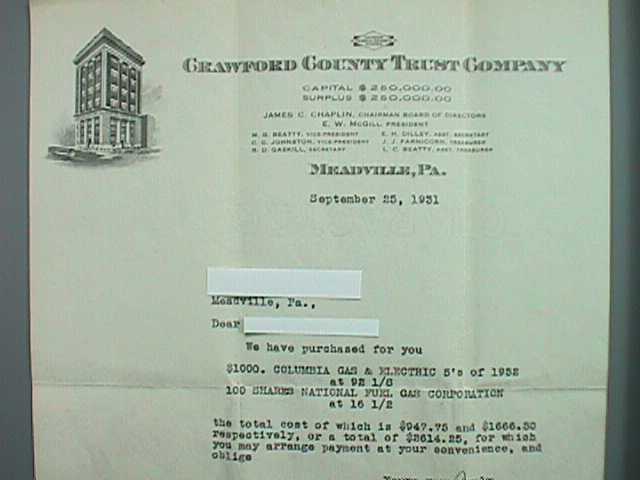 CRAWFORD COUNTY TRUST COMPANY
CAPITAL $ 250,000.00
SURPLUS $ 250,000.00
JAMES C. CHAPLIN, CHAIRMAN BOARD OF DIRECTORS
E. W. McGILL PRESIDENT
BEATTY, VICE PRESIDENT E. H. DILLEY, ASST. SECRETARY
JOHNSTON, VICE PRESIDENT J. J. FARNICORN, TREASURER
GASKILL, SECRETARY L. C. BEATTY, ASST. TREASURER
MEADVILLE, PA.
September 25, 1931
Meadville, Pa.,
Dear
We have purchased for you
$1000. COLUMBIA GAS & ELECTRIC 5's of 1952
at 92 1/8
100 SHARES NATIONAL FUEL GAS CORPORATION
at 16 1/2
the total cost of which is $947.75 and $1666.50
respectively, or a total of $2614.25, for which
you may arrange payment at your convenience, and
oblige